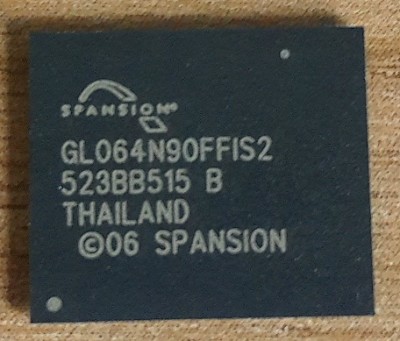 SPANSION®
GL064N90FFIS2
523BB515 B
THAILAND
©06 SPANSION